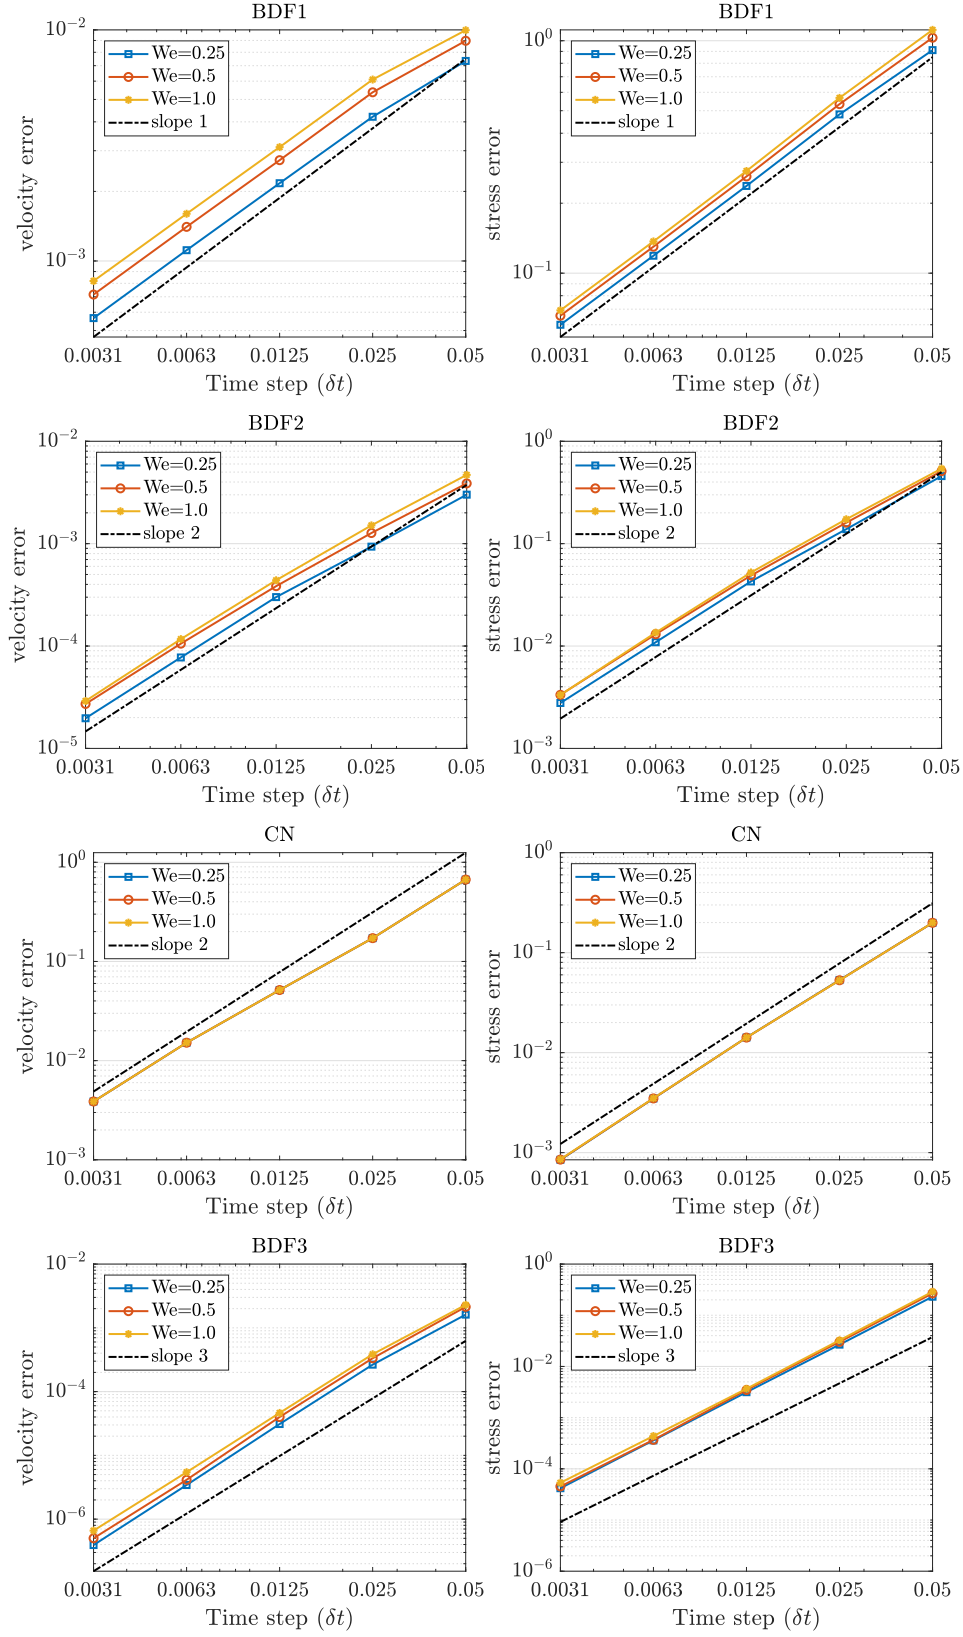 BDF1
velocity error
10^{-2}
10^{-3}
We=0.25
We=0.5
We=1.0
slope 1
0.0031 0.0063 0.0125 0.025 0.05
Time step (δt)
BDF1
stress error
10^{0}
10^{-1}
We=0.25
We=0.5
We=1.0
slope 1
0.0031 0.0063 0.0125 0.025 0.05
Time step (δt)
BDF2
velocity error
10^{-2}
10^{-3}
10^{-4}
10^{-5}
We=0.25
We=0.5
We=1.0
slope 2
0.0031 0.0063 0.0125 0.025 0.05
Time step (δt)
BDF2
stress error
10^{0}
10^{-1}
10^{-2}
10^{-3}
We=0.25
We=0.5
We=1.0
slope 2
0.0031 0.0063 0.0125 0.025 0.05
Time step (δt)
CN
velocity error
10^{0}
10^{-1}
10^{-2}
10^{-3}
We=0.25
We=0.5
We=1.0
slope 2
0.0031 0.0063 0.0125 0.025 0.05
Time step (δt)
CN
stress error
10^{0}
10^{-1}
10^{-2}
10^{-3}
We=0.25
We=0.5
We=1.0
slope 2
0.0031 0.0063 0.0125 0.025 0.05
Time step (δt)
BDF3
velocity error
10^{-2}
10^{-4}
10^{-6}
We=0.25
We=0.5
We=1.0
slope 3
0.0031 0.0063 0.0125 0.025 0.05
Time step (δt)
BDF3
stress error
10^{0}
10^{-2}
10^{-4}
10^{-6}
We=0.25
We=0.5
We=1.0
slope 3
0.0031 0.0063 0.0125 0.025 0.05
Time step (δt)